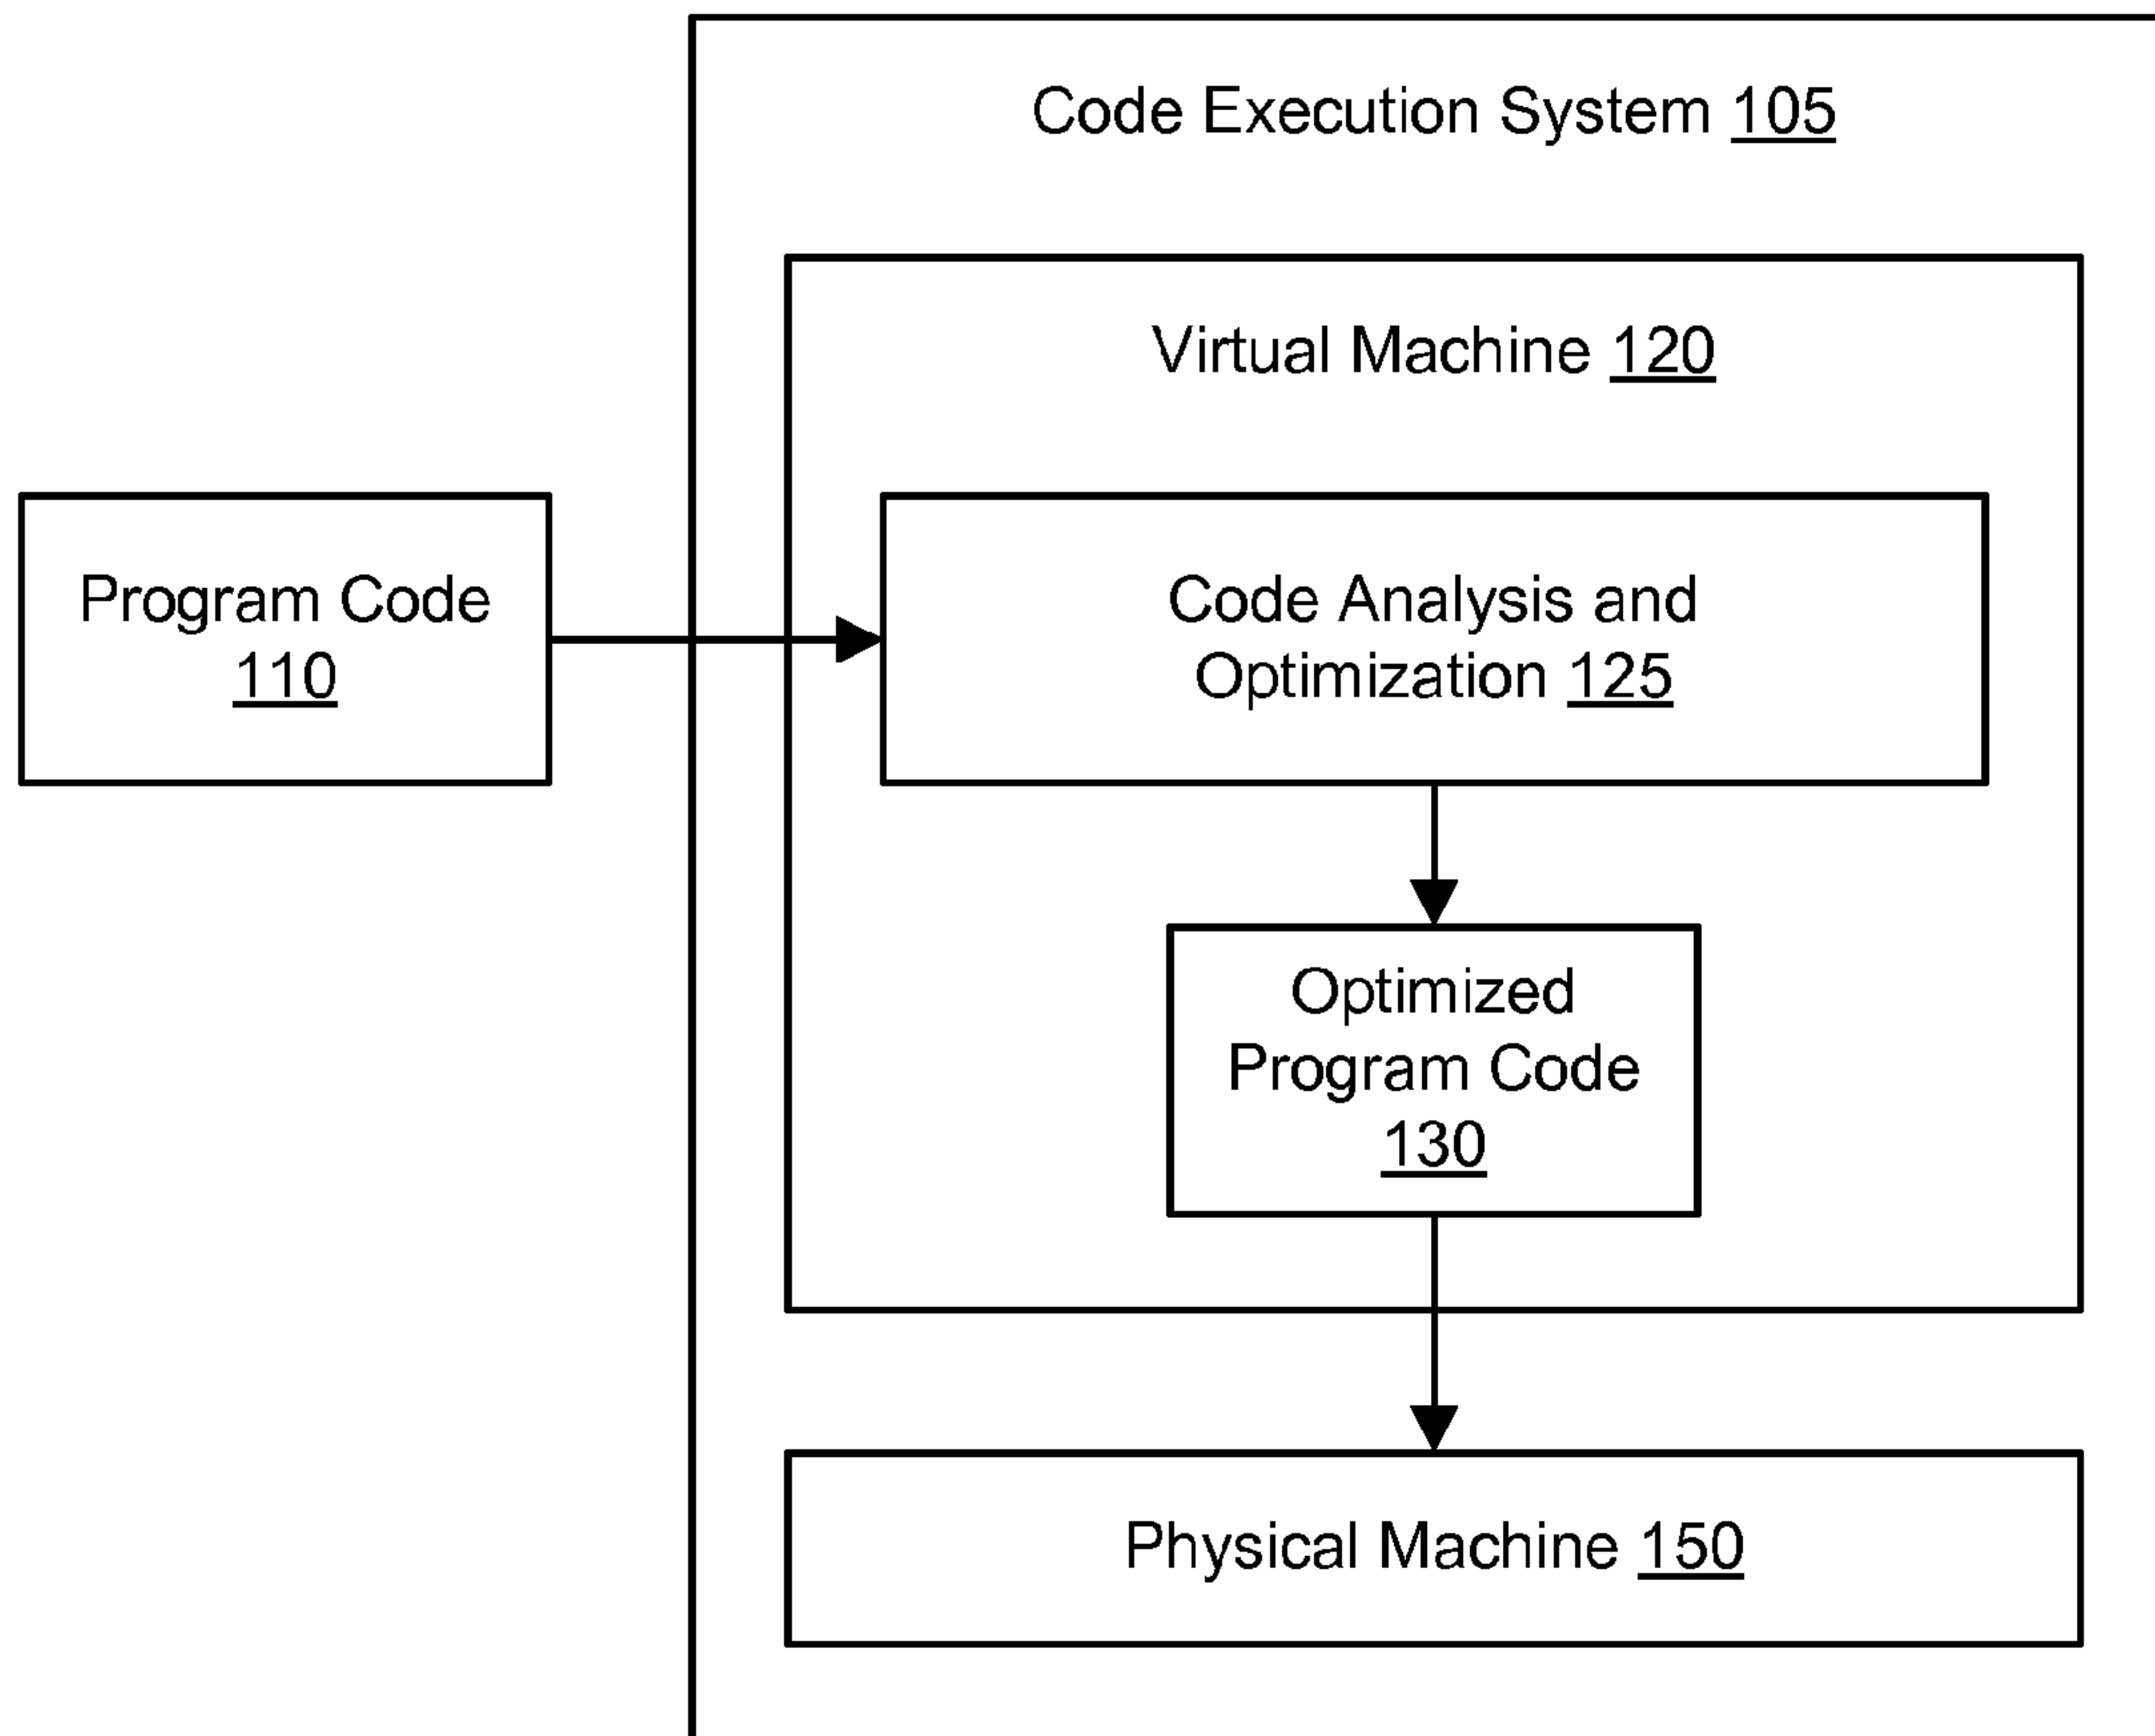 Code Execution System 105
Virtual Machine 120
Program Code
110
Code Analysis and
Optimization 125
Optimized
Program Code
130
Physical Machine 150